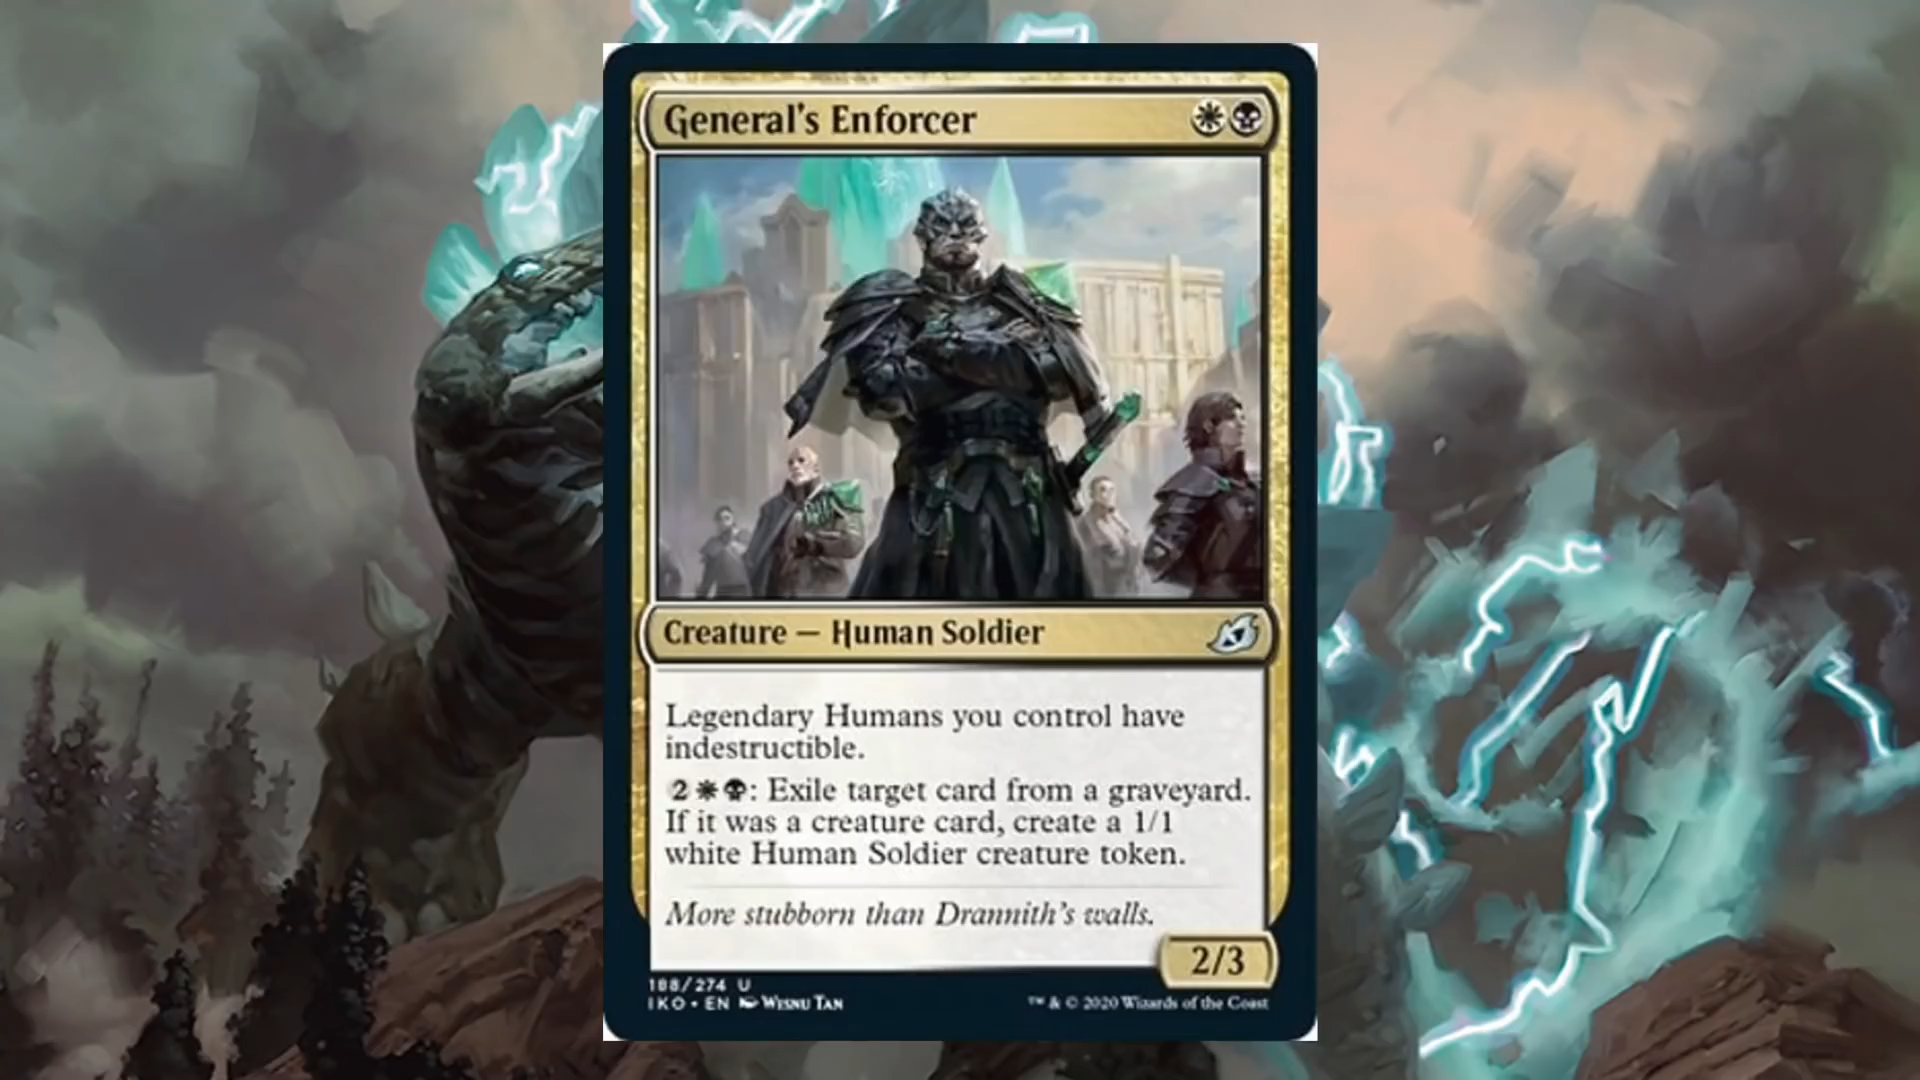 General's Enforcer
Creature — Human Soldier
Legendary Humans you control have
indestructible.
2: Exile target card from a graveyard.
If it was a creature card, create a 1/1
white Human Soldier creature token.
More stubborn than Drannith's walls.
2/3
188/274 U
IKO • EN Wisnu Tan
™ & © 2020 Wizards of the Coast